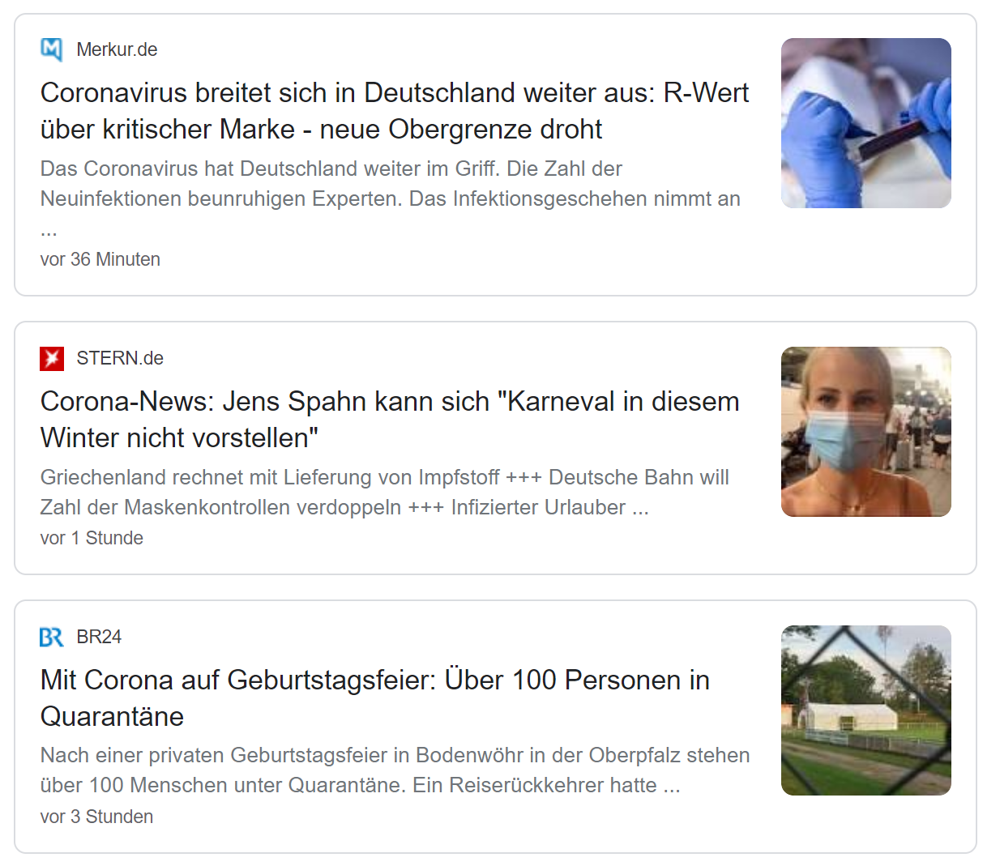 Merkur.de
Coronavirus breitet sich in Deutschland weiter aus: R-Wert
über kritischer Marke - neue Obergrenze droht
Das Coronavirus hat Deutschland weiter im Griff. Die Zahl der
Neuinfektionen beunruhigen Experten. Das Infektionsgeschehen nimmt an
...
vor 36 Minuten
STERN.de
Corona-News: Jens Spahn kann sich "Karneval in diesem
Winter nicht vorstellen"
Griechenland rechnet mit Lieferung von Impfstoff +++ Deutsche Bahn will
Zahl der Maskenkontrollen verdoppeln +++ Infizierter Urlauber ...
vor 1 Stunde
BR BR24
Mit Corona auf Geburtstagsfeier: Über 100 Personen in
Quarantäne
Nach einer privaten Geburtstagsfeier in Bodenwöhr in der Oberpfalz stehen
über 100 Menschen unter Quarantäne. Ein Reiserückkehrer hatte ...
vor 3 Stunden